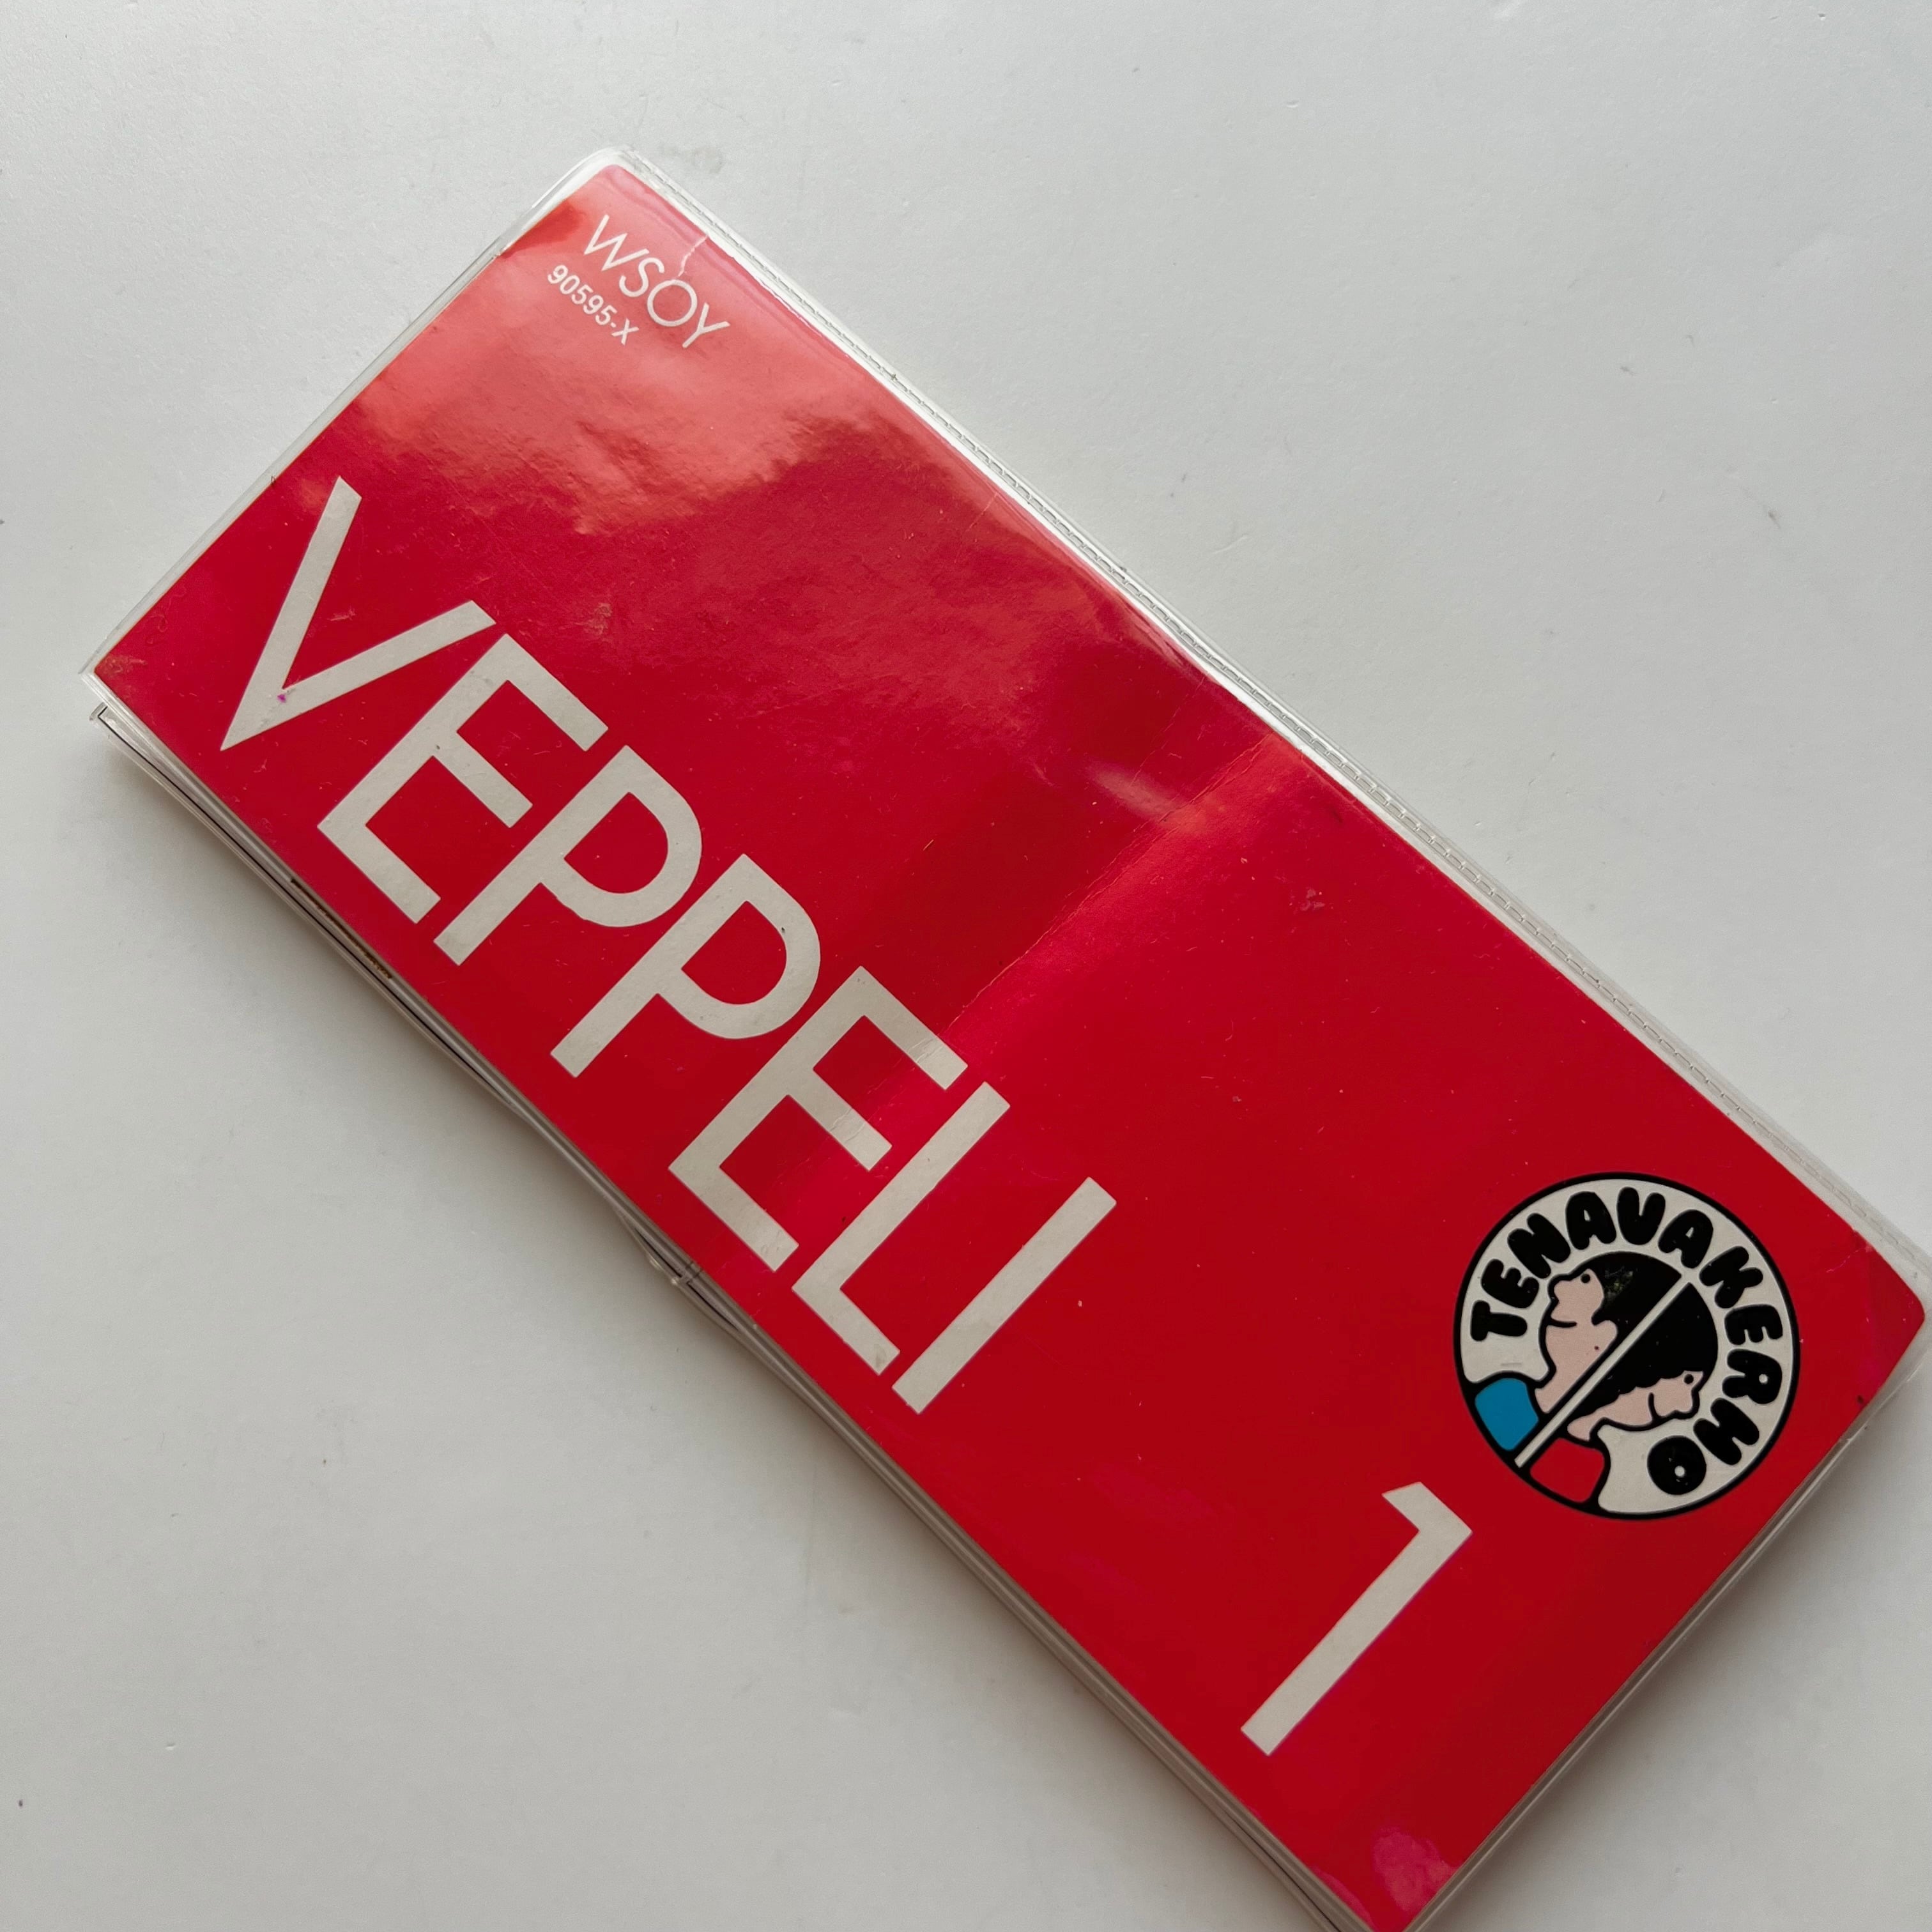 WSOY
90595-X
VEPPELI 1
TENAVAKERHO